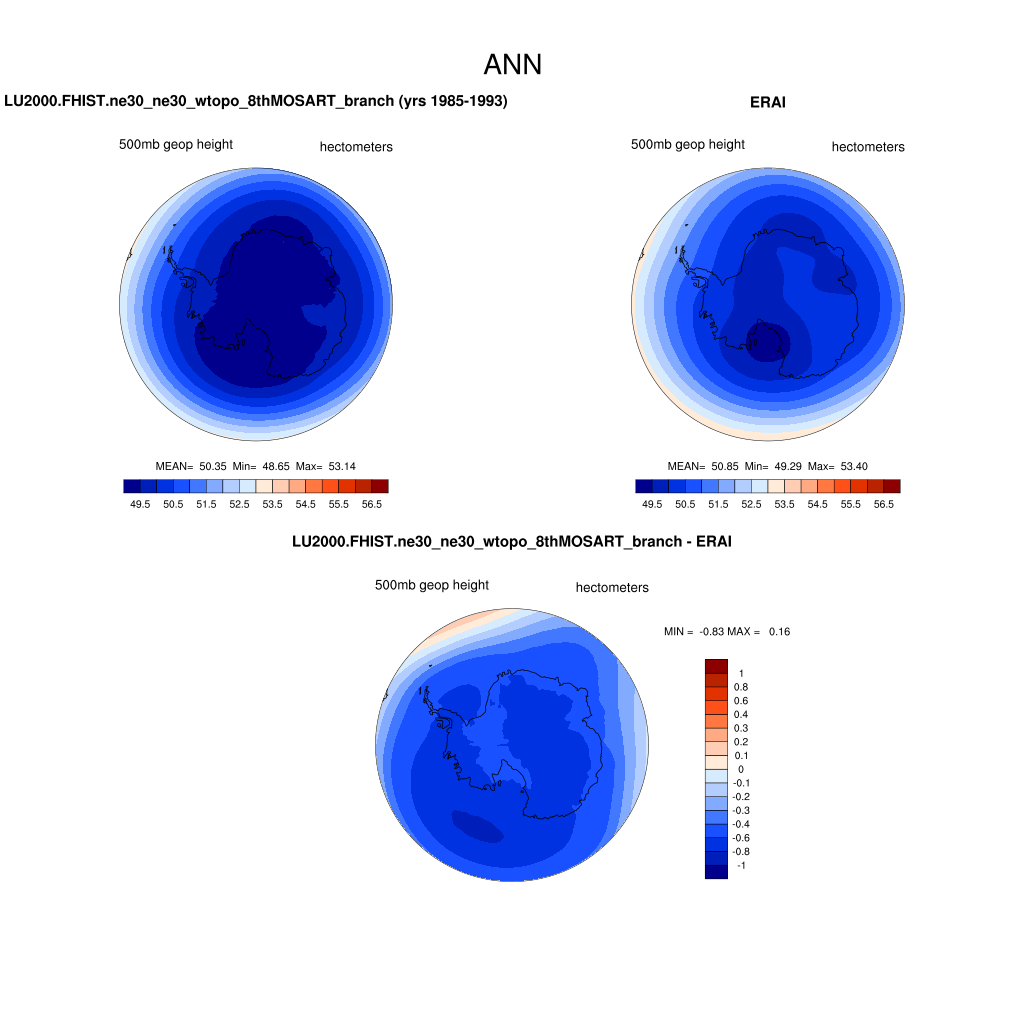 ANN
LU2000.FHIST.ne30_ne30_wtopo_8thMOSART_branch (yrs 1985-1993)
ERAI
500mb geop height
hectometers
500mb geop height
hectometers
MEAN= 50.35 Min= 48.65 Max= 53.14
MEAN= 50.85 Min= 49.29 Max= 53.40
49.5 50.5 51.5 52.5 53.5 54.5 55.5 56.5
49.5 50.5 51.5 52.5 53.5 54.5 55.5 56.5
LU2000.FHIST.ne30_ne30_wtopo_8thMOSART_branch - ERAI
500mb geop height
hectometers
MIN = -0.83 MAX = 0.16
1
0.8
0.6
0.4
0.3
0.2
0.1
0
-0.1
-0.2
-0.3
-0.4
-0.6
-0.8
-1